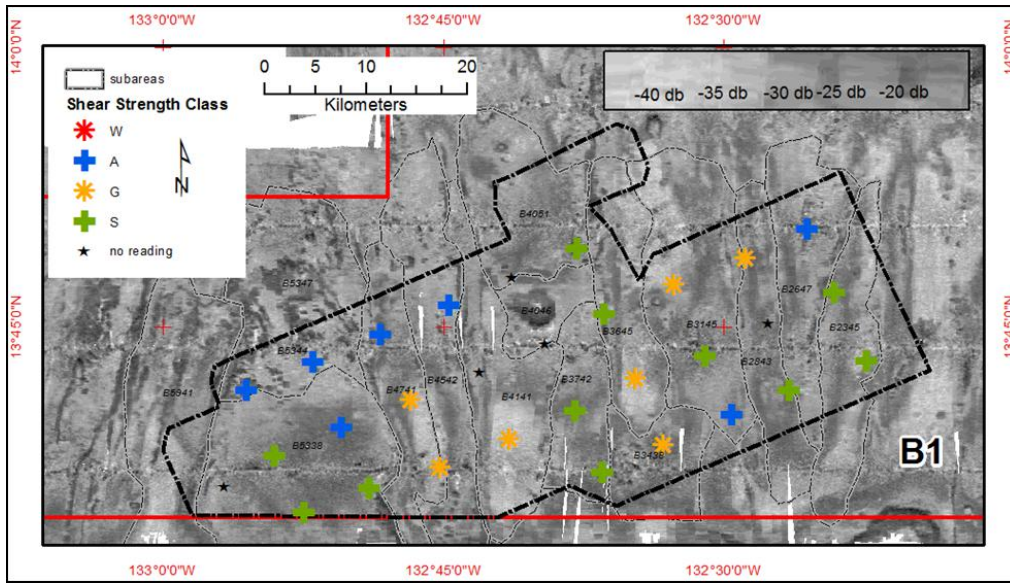 133°0'0"W 132°45'0"W 132°30'0"W
14°0'0"N 14°0'0"N
subareas
Shear Strength Class
W
A
G
S
no reading
N
0 5 10 20
Kilometers
-40 db -35 db -30 db -25 db -20 db
B4051
B5347
B2647
B4646
13°45'0"N 13°45'0"N
B3645
B3145
B2345
B5344
B2843
B5941
B4741
B4542
B3742
B4141
B5338
B3438
B1
133°0'0"W 132°45'0"W 132°30'0"W